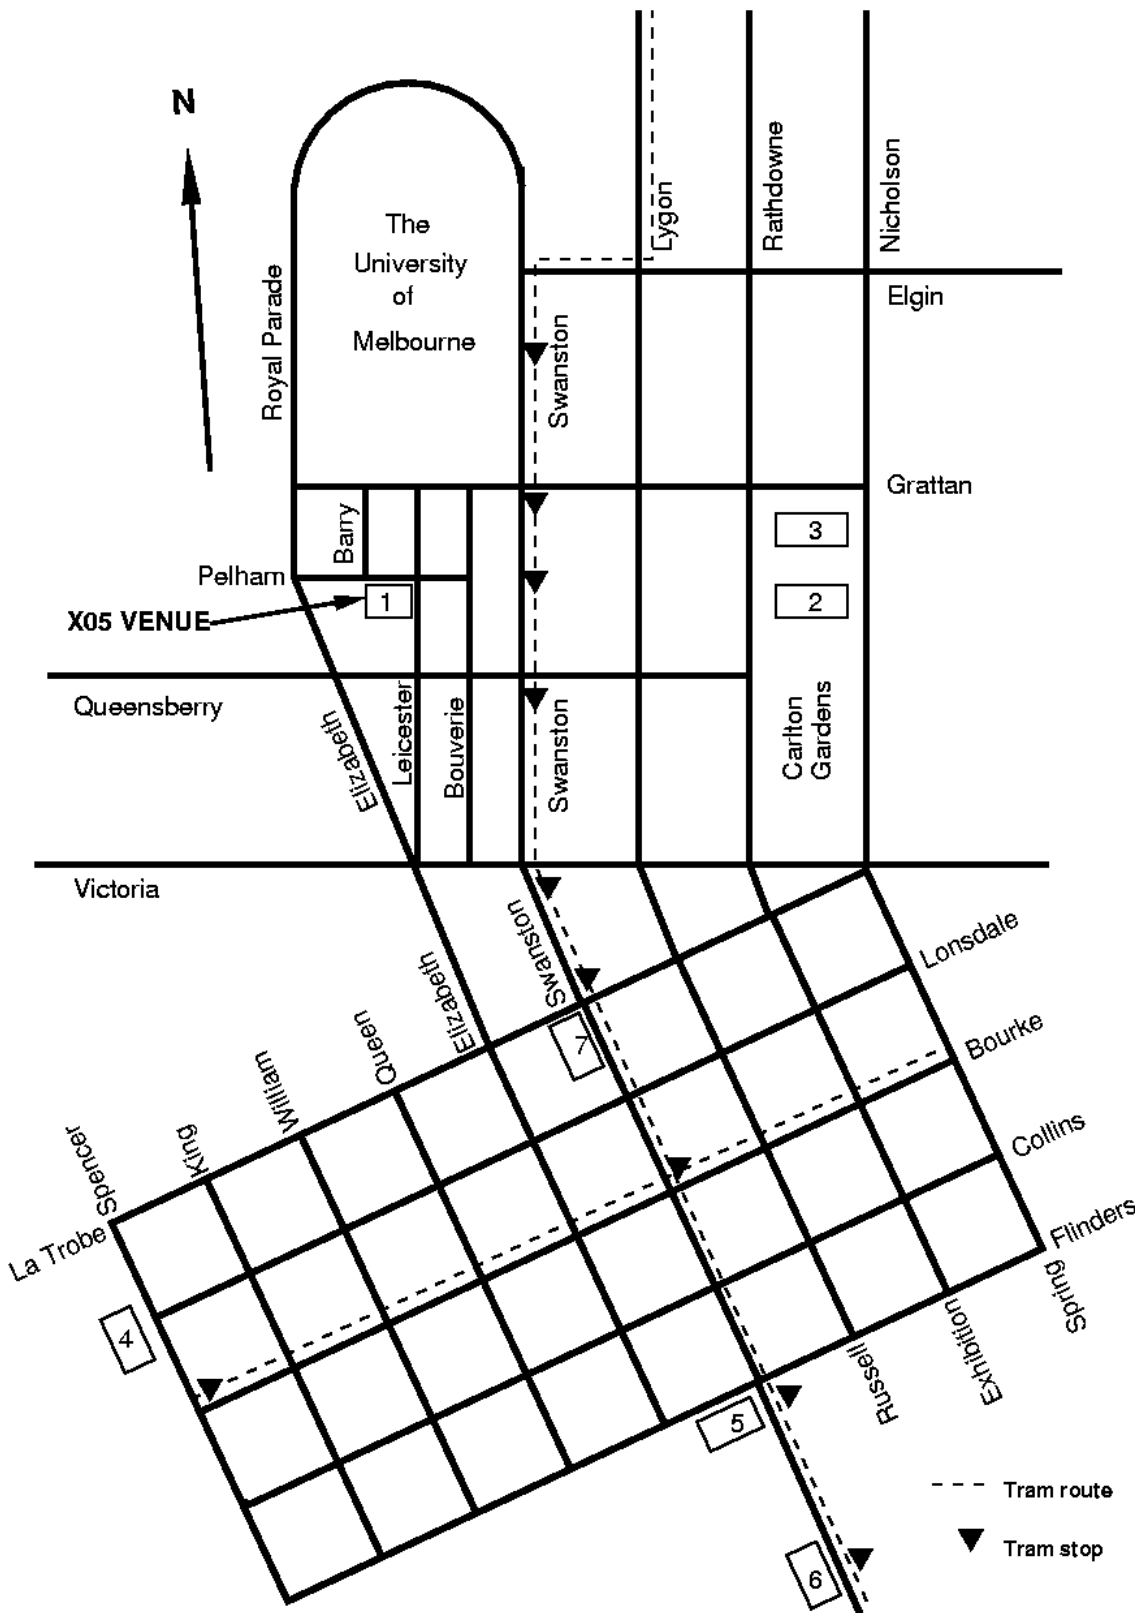 N
The
University
of
Melbourne
Royal Parade
Lygon
Rathdowne
Nicholson
Elgin
Swanston
Grattan
Barry
3
Pelham
1
2
X05 VENUE
Queensberry
Elizabeth
Leicester
Bouverie
Swanston
Carlton
Gardens
Victoria
Swanston
Elizabeth
Lonsdale
Queen
7
William
Bourke
King
Spencer
Collins
La Trobe
Flinders
4
Spring
Exhibition
Russell
5
Tram route
Tram stop
6